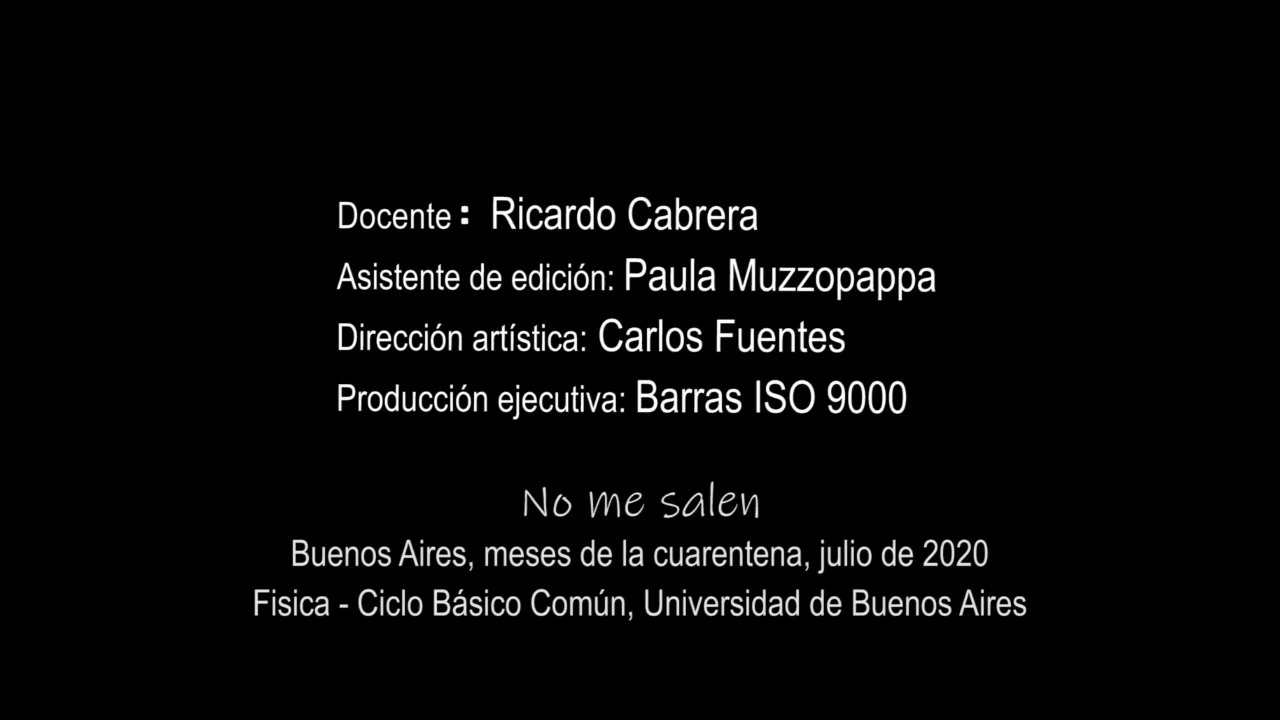 Docente : Ricardo Cabrera
Asistente de edición: Paula Muzzopappa
Dirección artística: Carlos Fuentes
Producción ejecutiva: Barras ISO 9000
No me salen
Buenos Aires, meses de la cuarentena, julio de 2020
Fisica - Ciclo Básico Común, Universidad de Buenos Aires